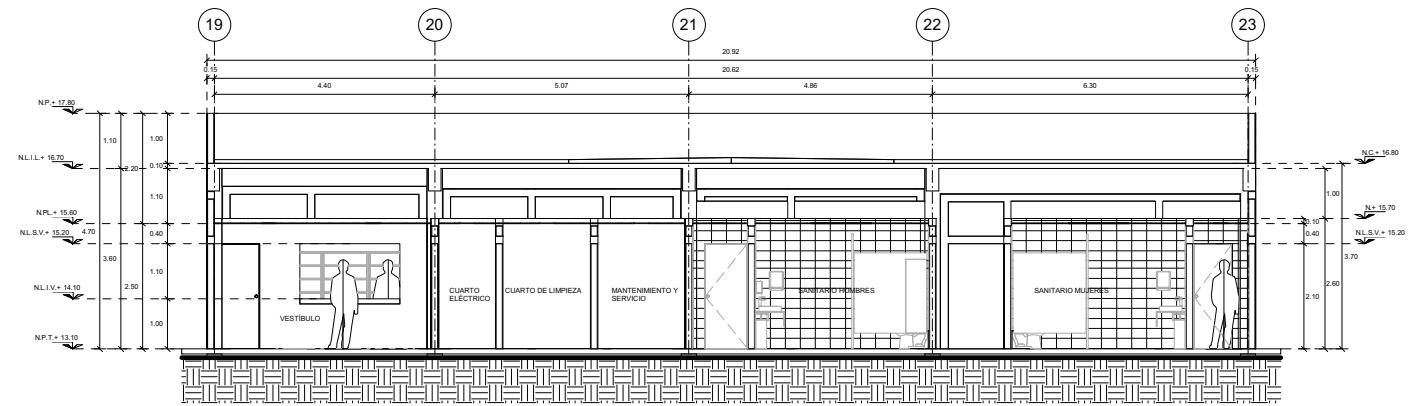 19 20 21 22 23
20.92
0.15 20.62 0.15
4.40 5.07 4.86 6.30
N.P.+ 17.80
1.10
1.00
N.L.I.L.+ 16.70
2.20
0.10
1.10
N.PL.+ 15.60
N.L.S.V.+ 15.20
4.70
0.40
3.60
2.50
1.10
N.L.I.V.+ 14.10
1.00
N.P.T.+ 13.10
VESTÍBULO
CUARTO
ELÉCTRICO
CUARTO DE LIMPIEZA
MANTENIMIENTO Y
SERVICIO
SANITARIO HOMBRES
SANITARIO MUJERES
N.C.+ 16.80
1.00
N.+ 15.70
0.10
0.40
N.L.S.V.+ 15.20
3.70
2.60
2.10